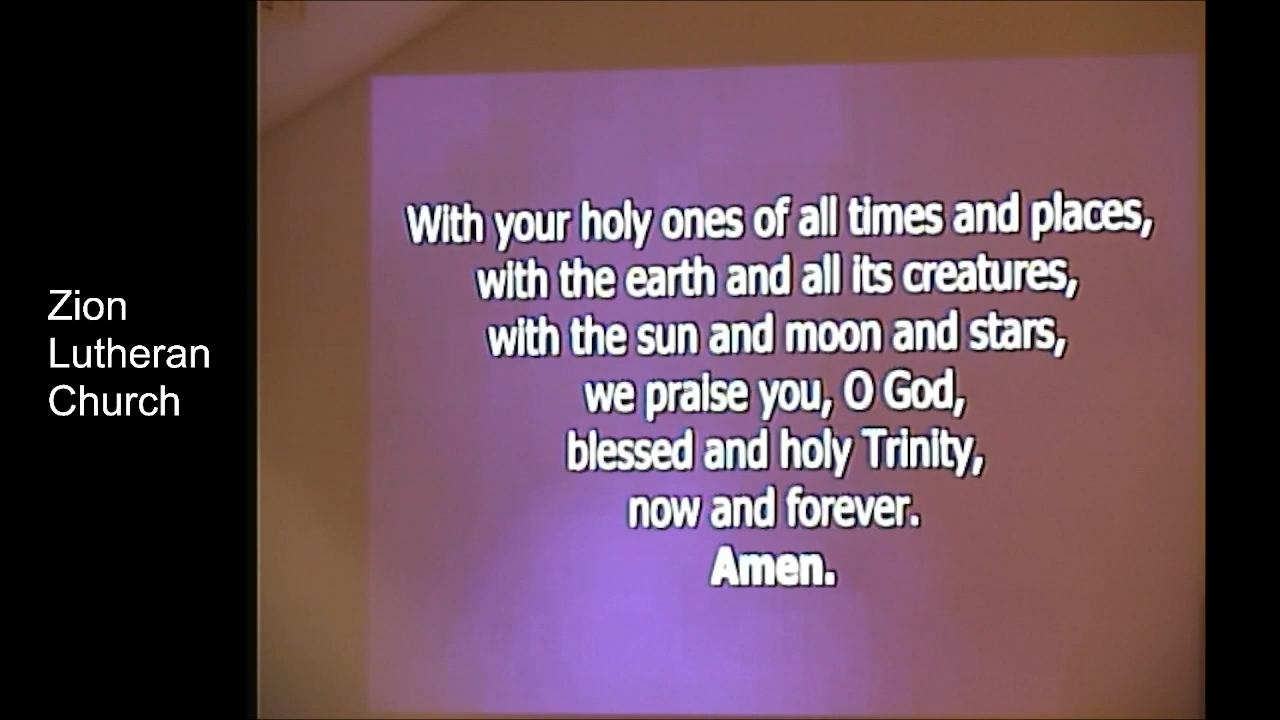 Zion
Lutheran
Church
With your holy ones of all times and places,
with the earth and all its creatures,
with the sun and moon and stars,
we praise you, O God,
blessed and holy Trinity,
now and forever.
Amen.